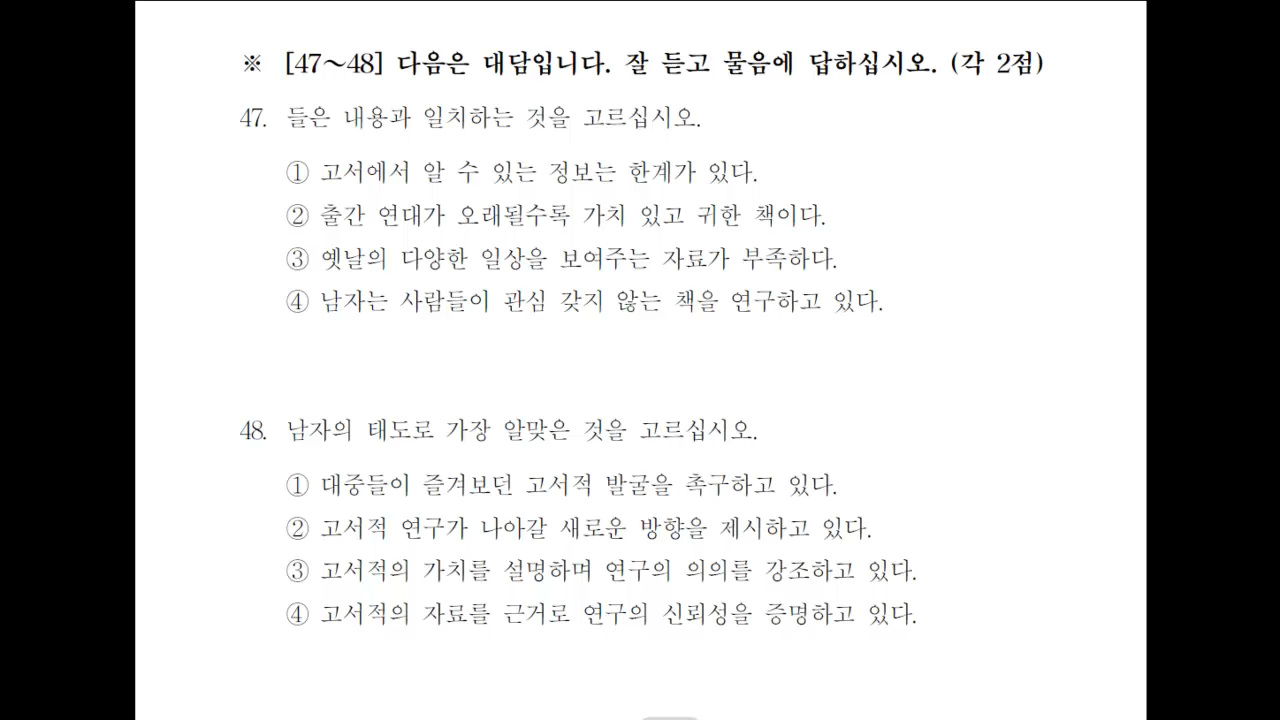 ※ [47~48] 다음은 대담입니다. 잘 듣고 물음에 답하십시오. (각 2점)
47. 들은 내용과 일치하는 것을 고르십시오.
① 고서에서 알 수 있는 정보는 한계가 있다.
② 출간 연대가 오래될수록 가치 있고 귀한 책이다.
③ 옛날의 다양한 일상을 보여주는 자료가 부족하다.
④ 남자는 사람들이 관심 갖지 않는 책을 연구하고 있다.
48. 남자의 태도로 가장 알맞은 것을 고르십시오.
① 대중들이 즐겨보던 고서적 발굴을 촉구하고 있다.
② 고서적 연구가 나아갈 새로운 방향을 제시하고 있다.
③ 고서적의 가치를 설명하며 연구의 의의를 강조하고 있다.
④ 고서적의 자료를 근거로 연구의 신뢰성을 증명하고 있다.